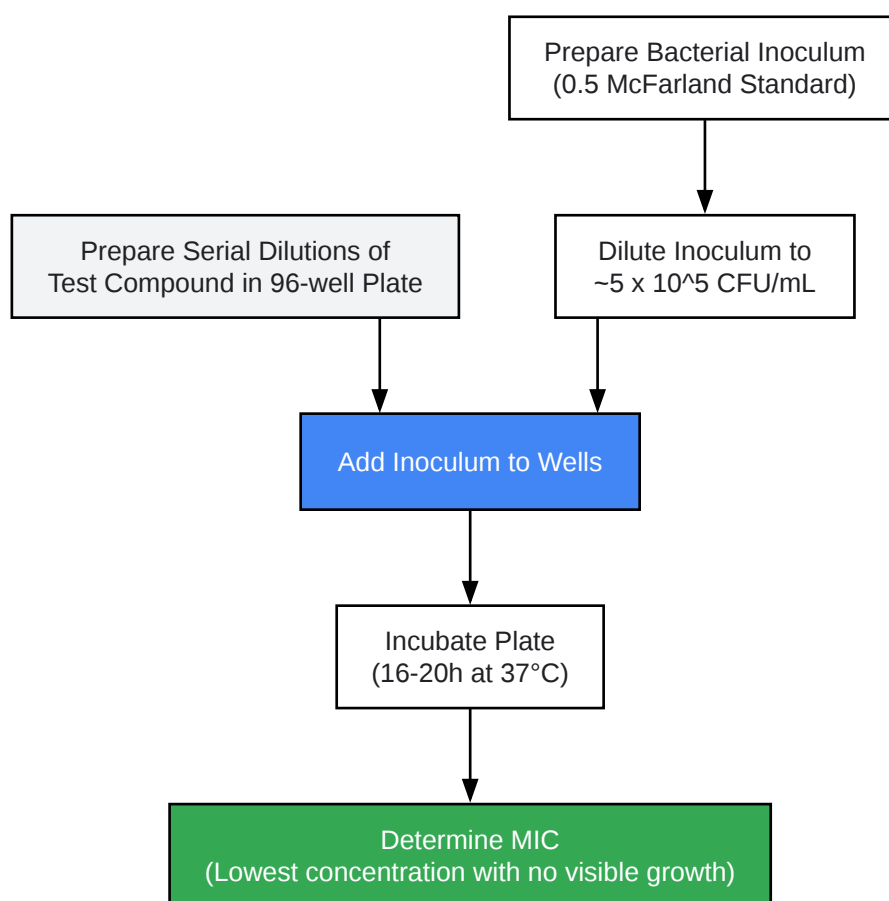 Prepare Bacterial Inoculum
(0.5 McFarland Standard)
Prepare Serial Dilutions of
Test Compound in 96-well Plate
Dilute Inoculum to
~5 x 10^5 CFU/mL
Add Inoculum to Wells
Incubate Plate
(16-20h at 37°C)
Determine MIC
(Lowest concentration with no visible growth)